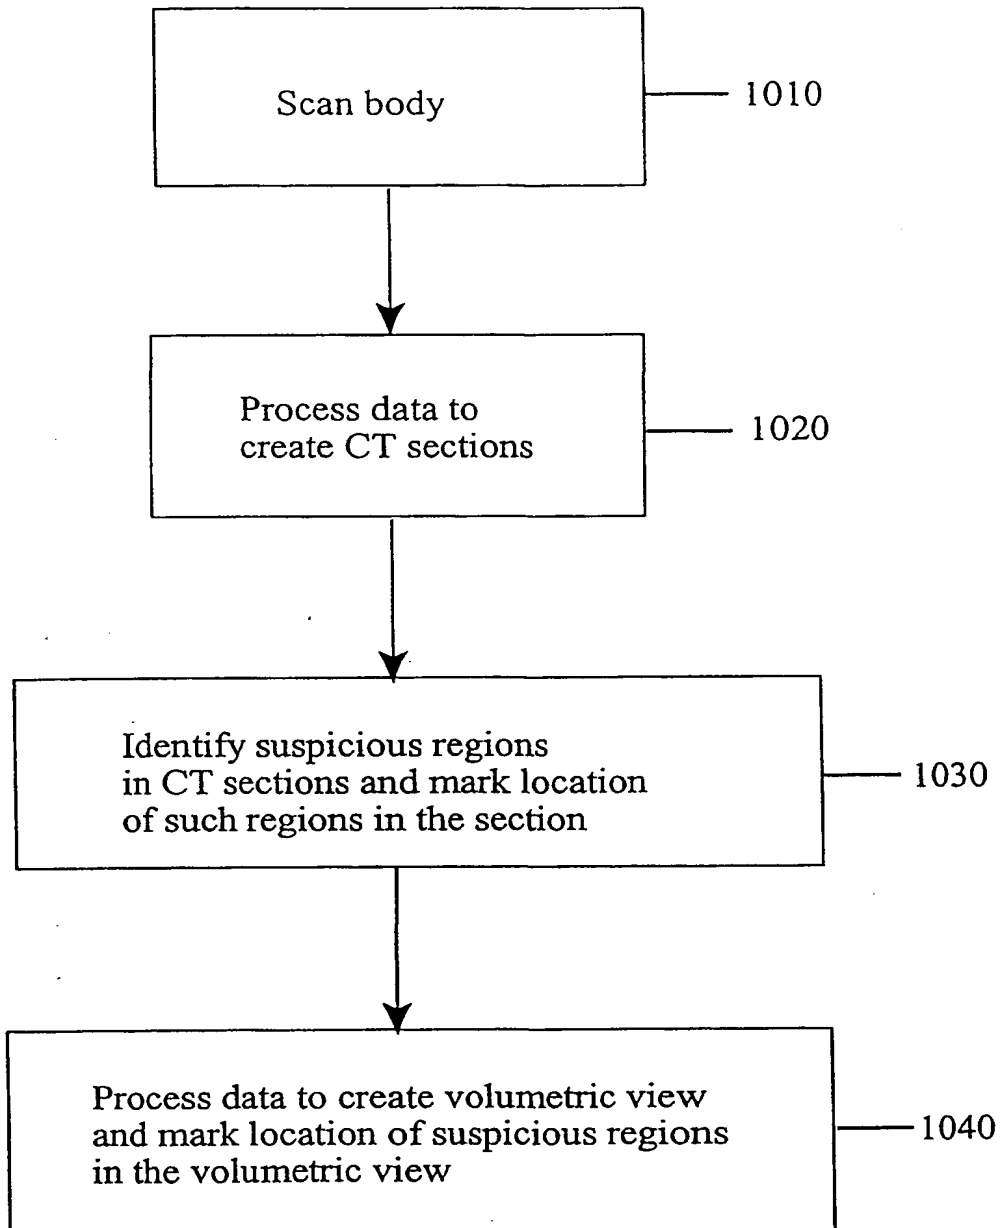 Scan body
1010
Process data to
create CT sections
1020
Identify suspicious regions
in CT sections and mark location
of such regions in the section
1030
Process data to create volumetric view
and mark location of suspicious regions
in the volumetric view
1040